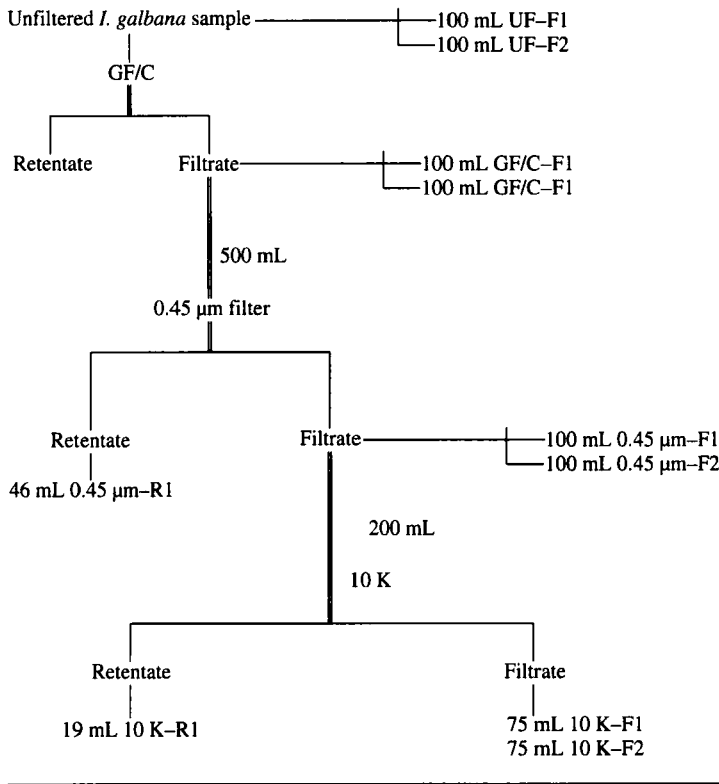 Unfiltered I. galbana sample
100 mL UF–F1
100 mL UF–F2
GF/C
Retentate
Filtrate
100 mL GF/C–F1
100 mL GF/C–F1
500 mL
0.45 µm filter
Retentate
Filtrate
100 mL 0.45 µm–F1
100 mL 0.45 µm–F2
46 mL 0.45 µm–R1
200 mL
10 K
Retentate
Filtrate
19 mL 10 K–R1
75 mL 10 K–F1
75 mL 10 K–F2